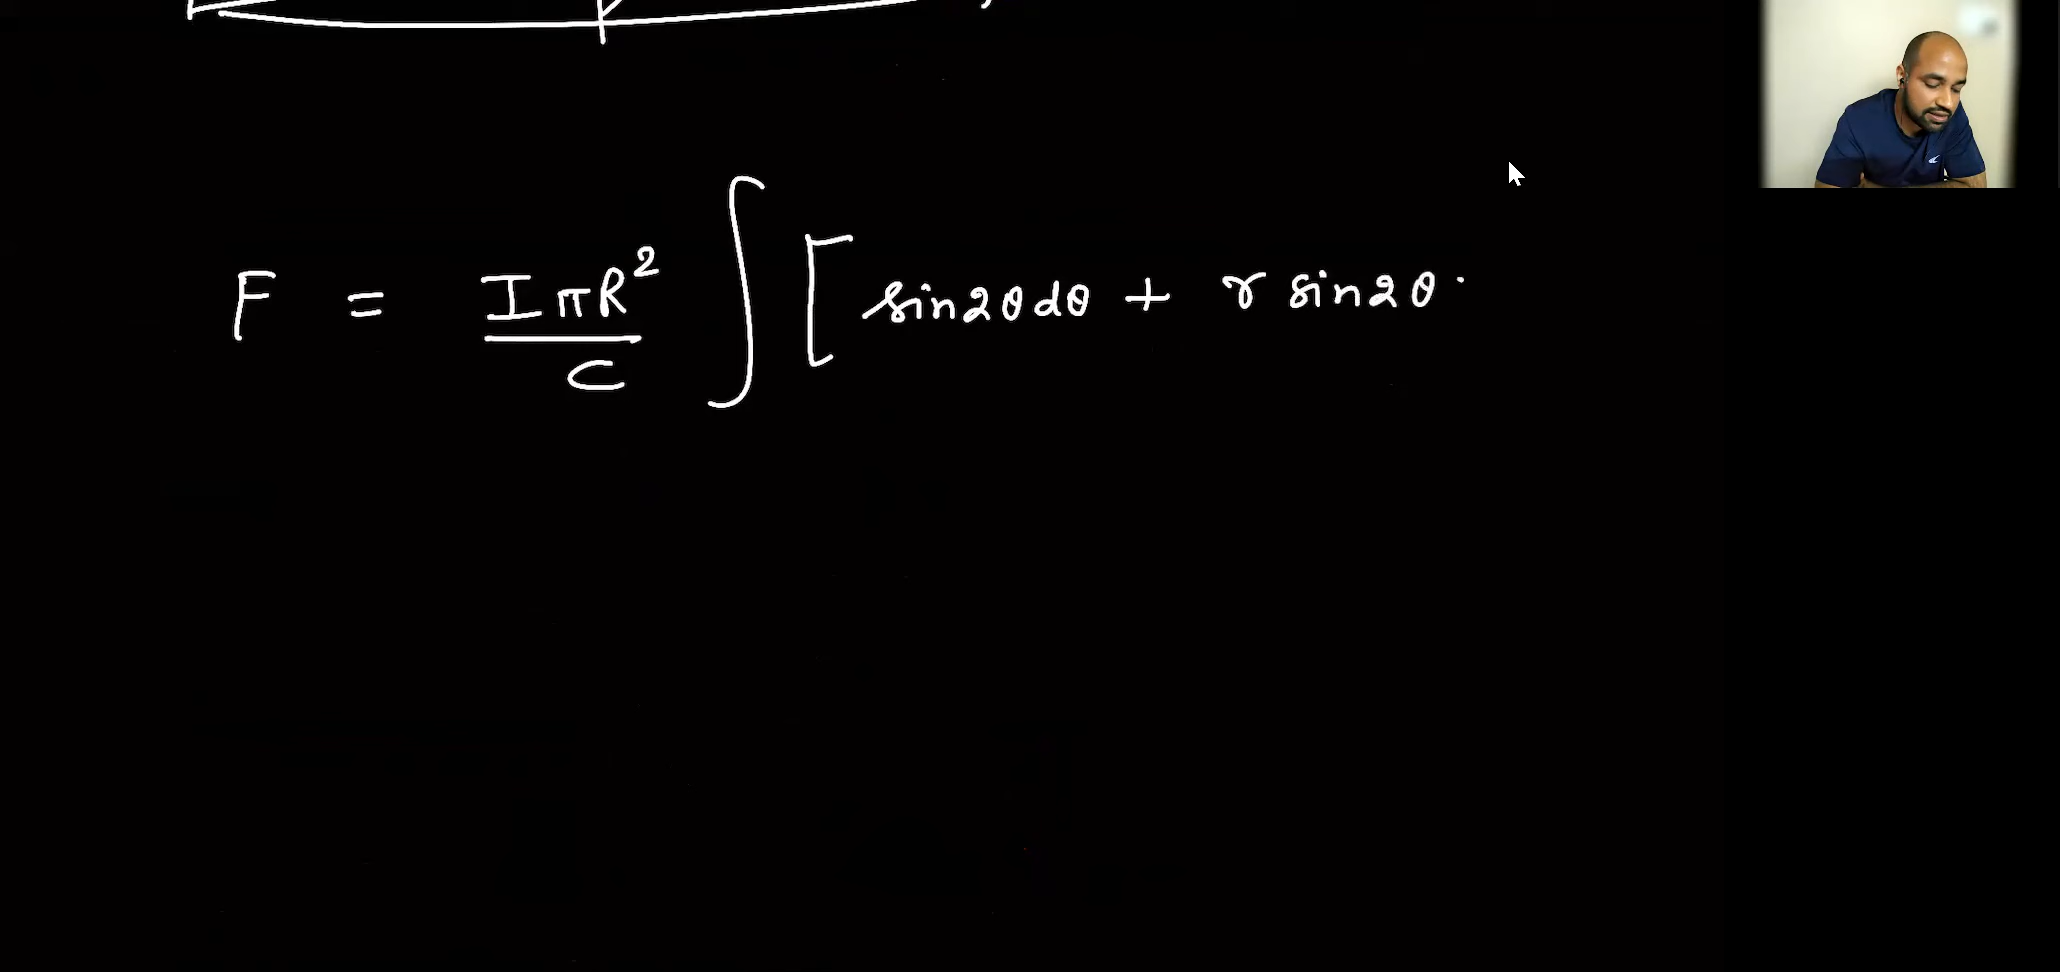 F = IπR²/C ∫ [ sin2θdθ + r sin2θ ·